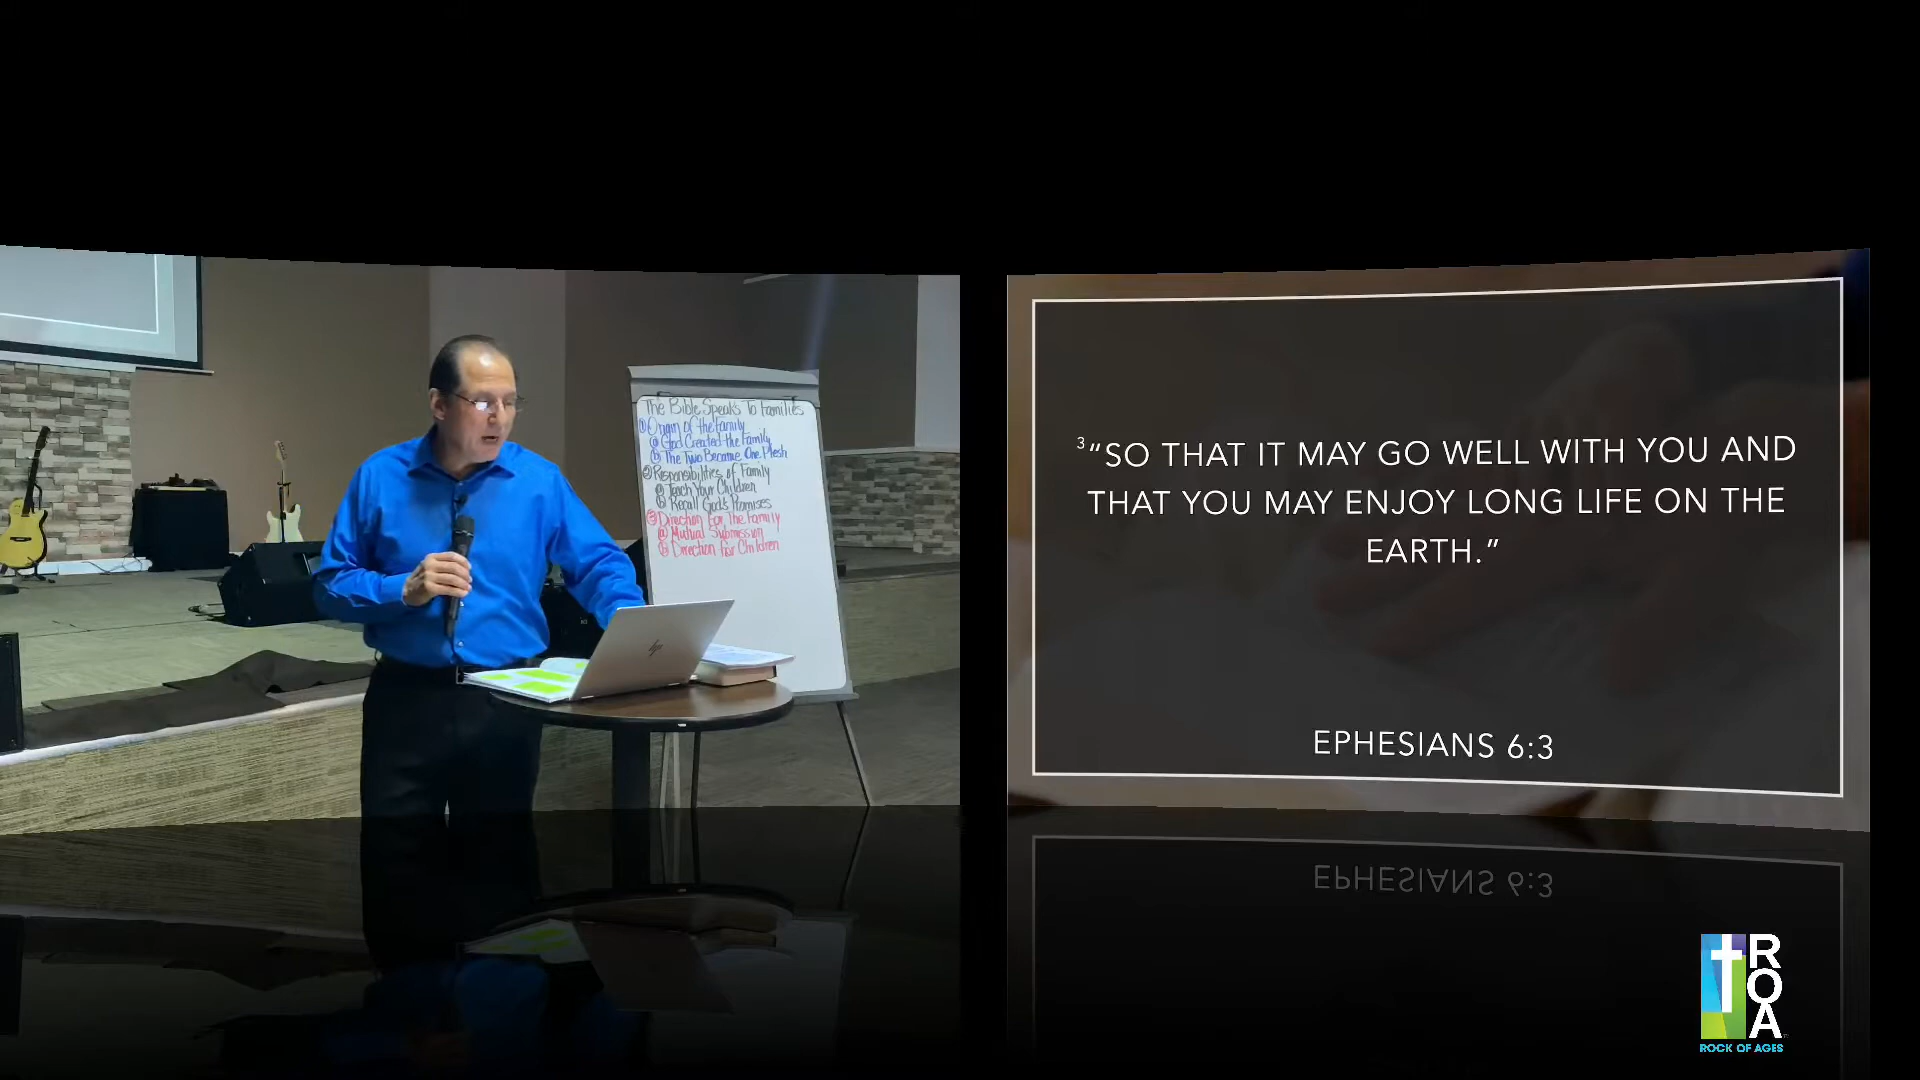 The Bible Speaks To Families
① Origin of the Family
ⓐ God Created the Family
ⓑ The Two Became One Flesh
② Responsibilities of Family
ⓐ Teach Your Children
ⓑ Recall God's Promises
③ Direction for The Family
ⓐ Mutual Submission
ⓑ Direction for Children
hp
3“SO THAT IT MAY GO WELL WITH YOU AND
THAT YOU MAY ENJOY LONG LIFE ON THE
EARTH.”
EPHESIANS 6:3
EPHESIANS 6:3
ROA
ROCK OF AGES